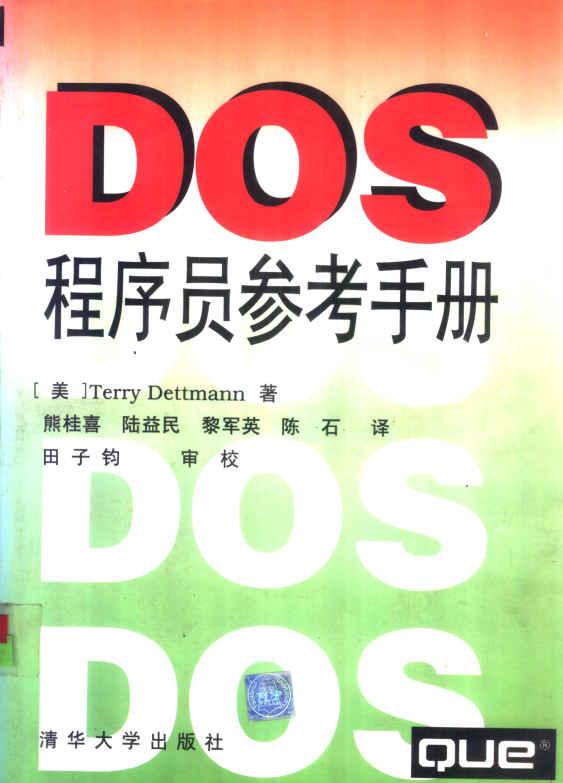 DOS
程序员参考手册
[ 美 ]Terry Dettmann 著
熊桂喜 陆益民 黎军英 陈 石 译
田子钧 审 校
DOS
DOS
清华大学出版社
QUE®